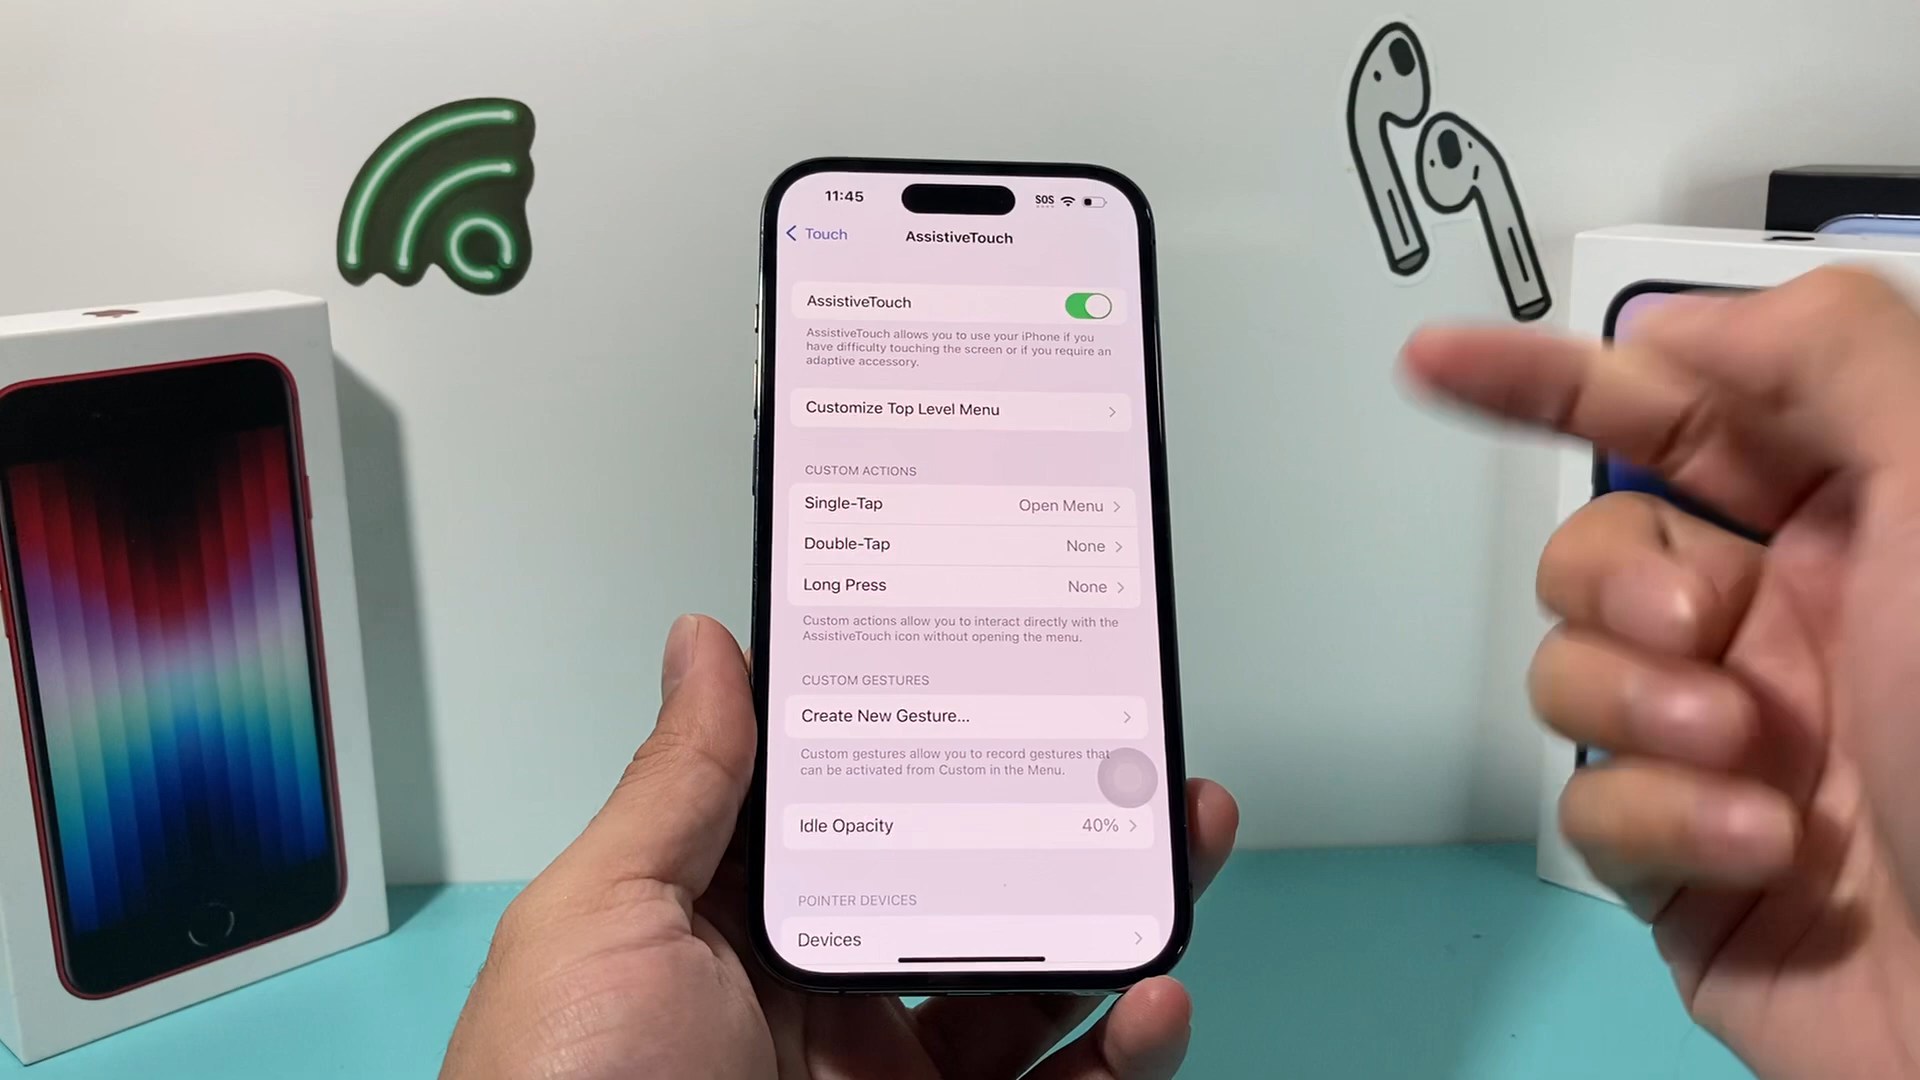 11:45
SOS
Touch
AssistiveTouch
AssistiveTouch
AssistiveTouch allows you to use your iPhone if you
have difficulty touching the screen or if you require an
adaptive accessory.
Customize Top Level Menu
CUSTOM ACTIONS
Single-Tap Open Menu
Double-Tap None
Long Press None
Custom actions allow you to interact directly with the
AssistiveTouch icon without opening the menu.
CUSTOM GESTURES
Create New Gesture...
Custom gestures allow you to record gestures that
can be activated from Custom in the Menu.
Idle Opacity 40%
POINTER DEVICES
Devices